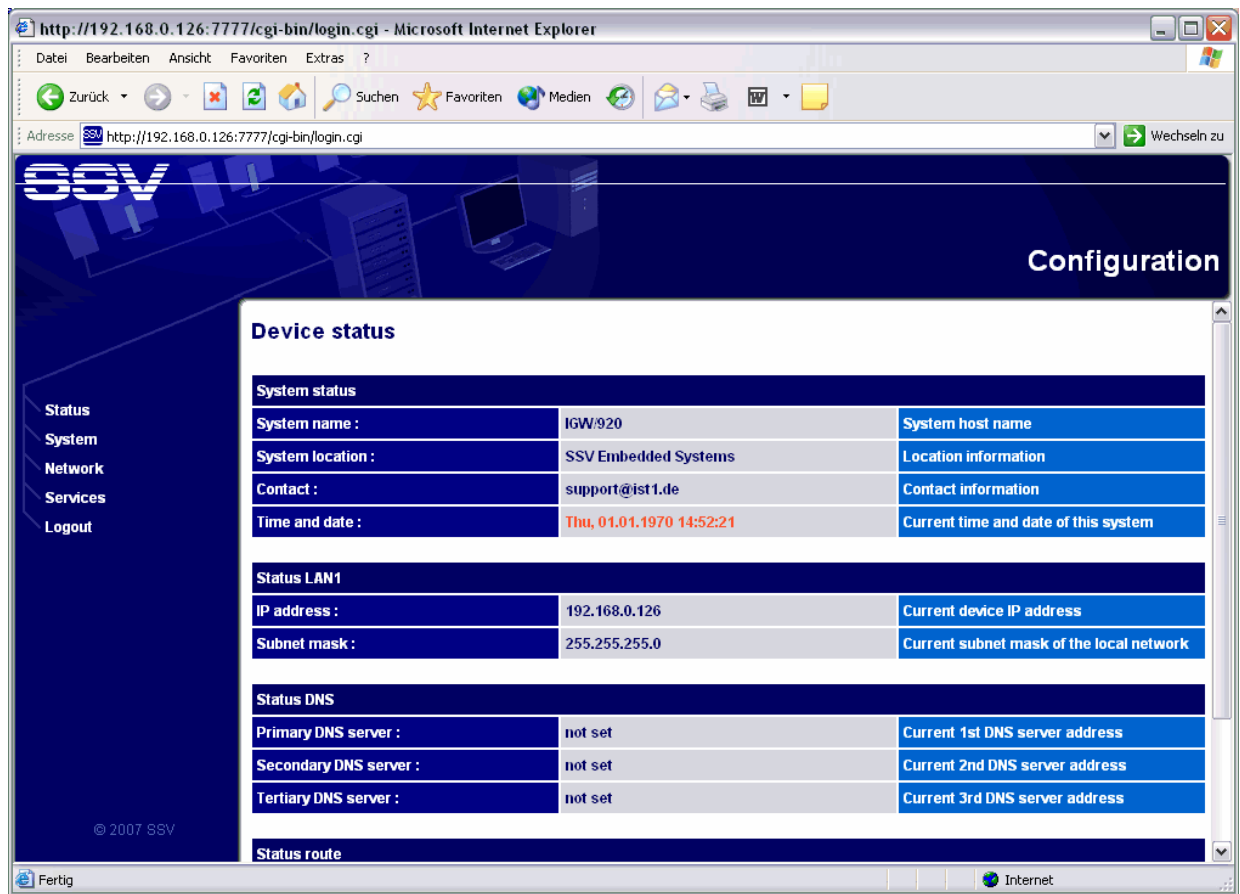 http://192.168.0.126:7777/cgi-bin/login.cgi - Microsoft Internet Explorer
Datei Bearbeiten Ansicht Favoriten Extras ?
Zurück Suchen Favoriten Medien
Adresse SSV http://192.168.0.126:7777/cgi-bin/login.cgi Wechseln zu
SSV
Configuration
Status
System
Network
Services
Logout
© 2007 SSV
Device status
System status
System name : IGW/920 System host name
System location : SSV Embedded Systems Location information
Contact : support@ist1.de Contact information
Time and date : Thu, 01.01.1970 14:52:21 Current time and date of this system
Status LAN1
IP address : 192.168.0.126 Current device IP address
Subnet mask : 255.255.255.0 Current subnet mask of the local network
Status DNS
Primary DNS server : not set Current 1st DNS server address
Secondary DNS server : not set Current 2nd DNS server address
Tertiary DNS server : not set Current 3rd DNS server address
Status route
Fertig Internet